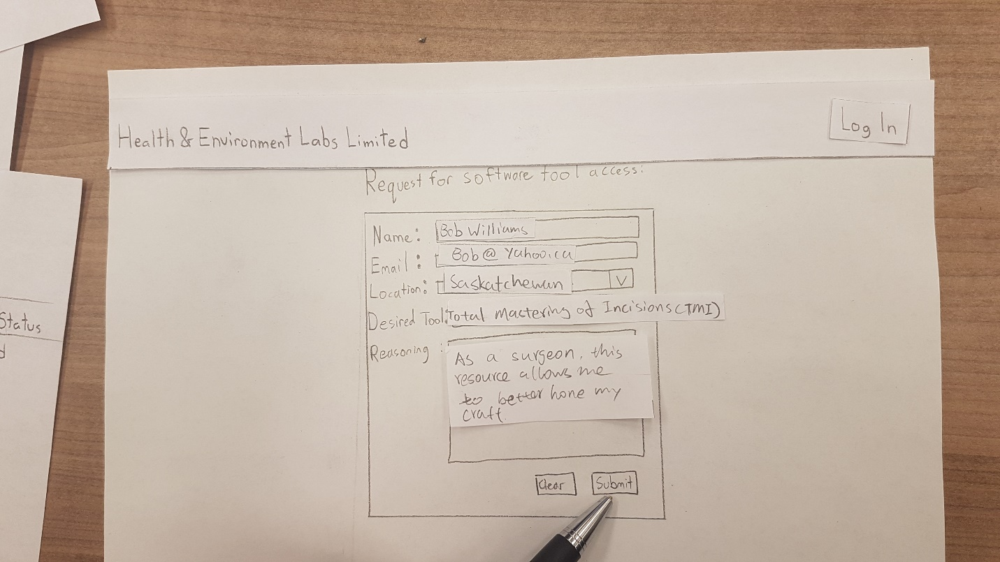 Health & Environment Labs Limited
Log In
Request for software tool access:
Name: Bob Williams
Email: Bob@Yahoo.ca
Location: Saskatchewan V
Desired Tool: Total Mastering of Incisions (TMI)
Reasoning: As a surgeon, this
resource allows me
to better hone my
craft.
Clear Submit
Status